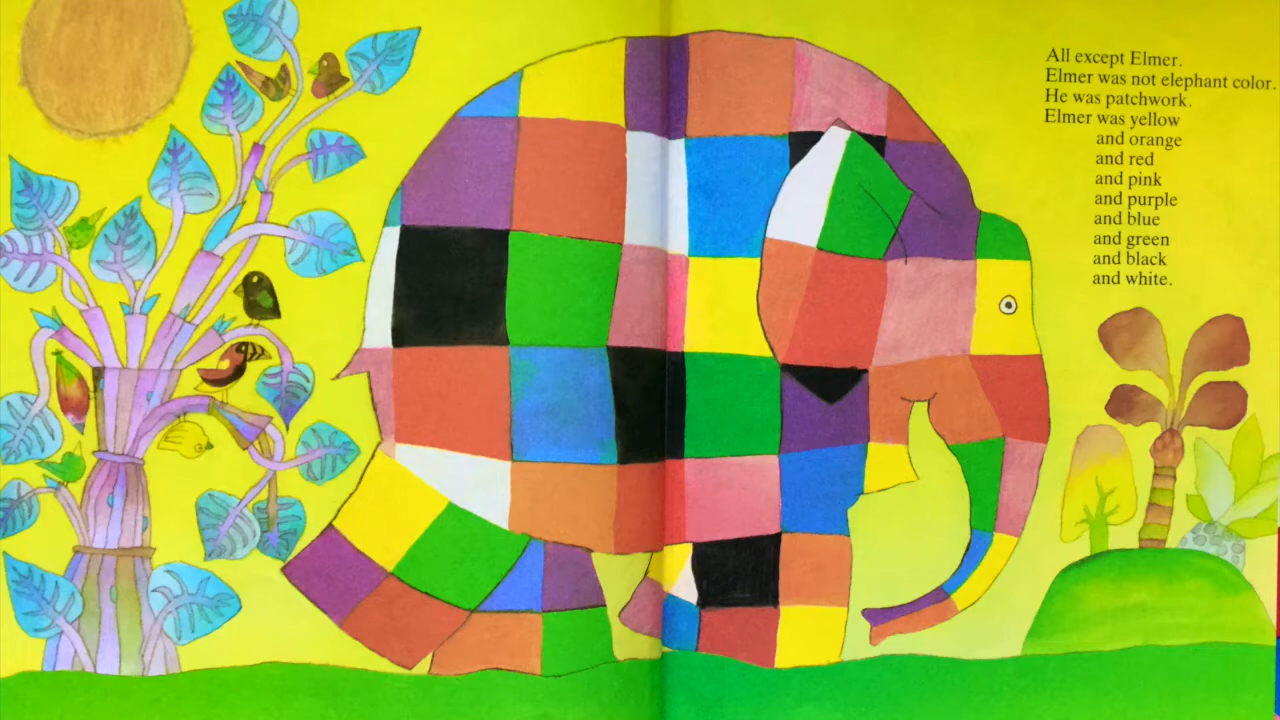 All except Elmer.
Elmer was not elephant color.
He was patchwork.
Elmer was yellow
and orange
and red
and pink
and purple
and blue
and green
and black
and white.